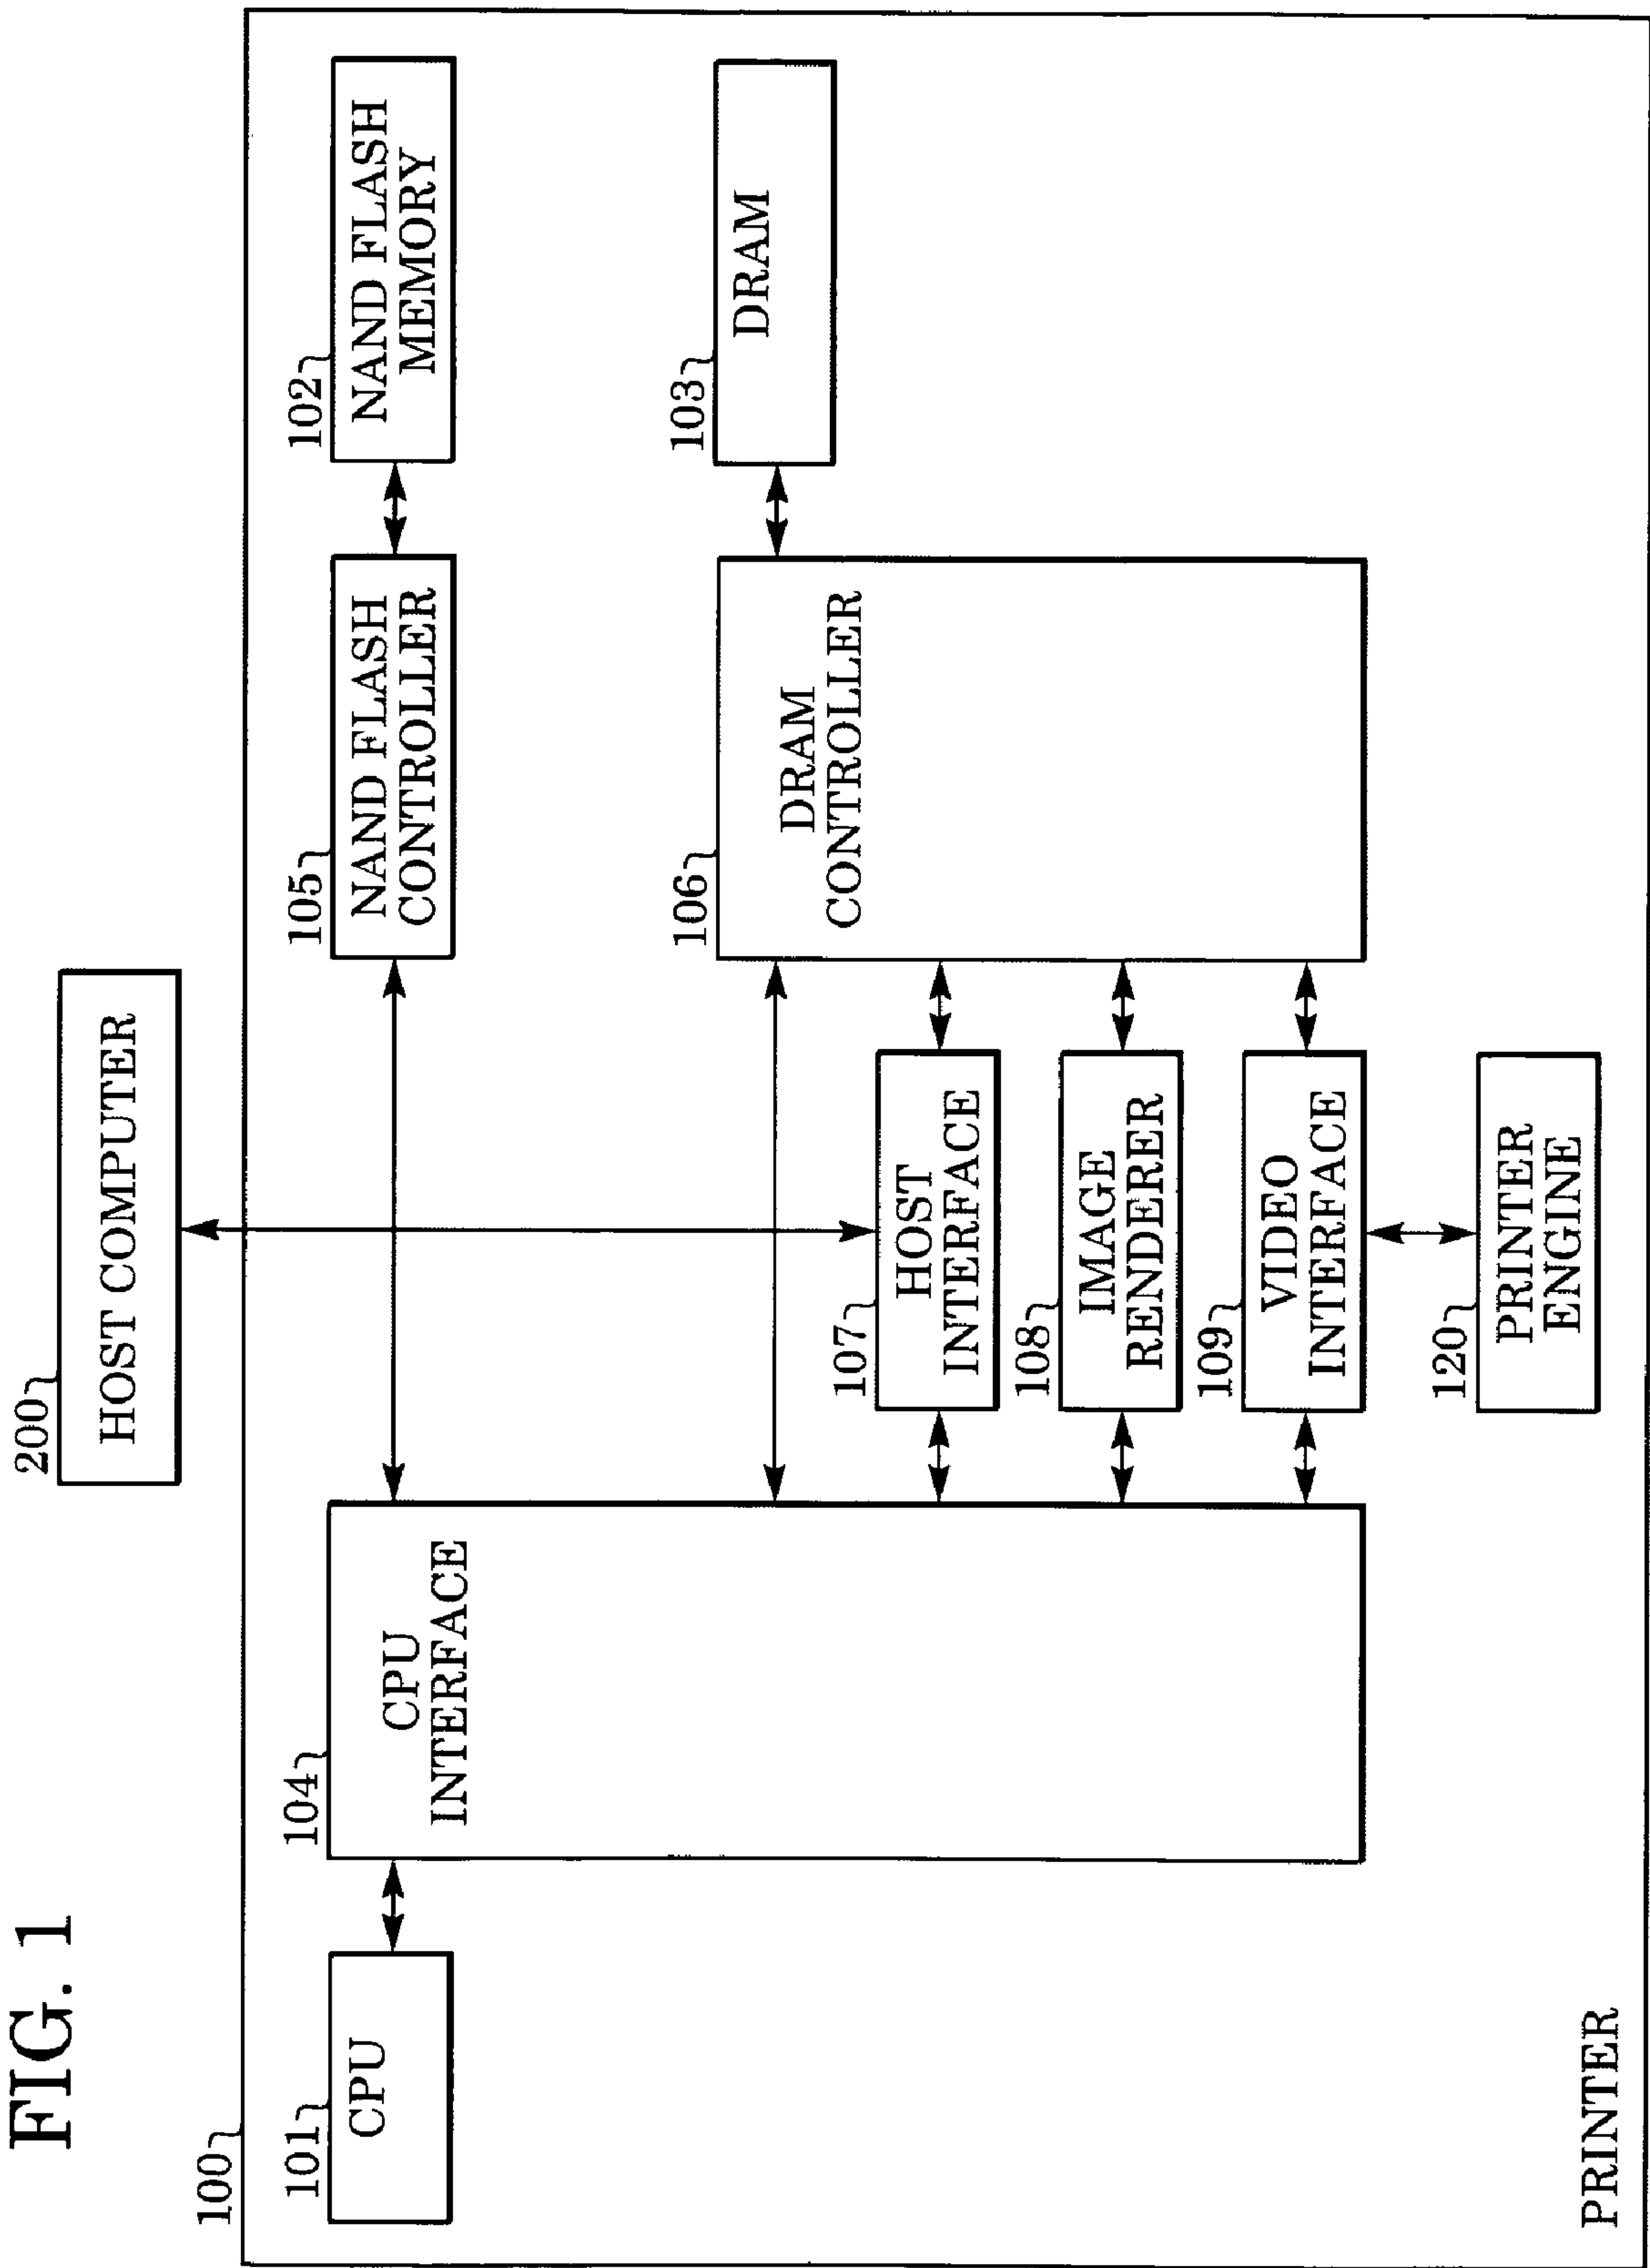 FIG. 1
200
HOST COMPUTER
100
101
CPU
104
CPU
INTERFACE
105
NAND FLASH
CONTROLLER
102
NAND FLASH
MEMORY
106
DRAM
CONTROLLER
103
DRAM
107
HOST
INTERFACE
108
IMAGE
RENDERER
109
VIDEO
INTERFACE
120
PRINTER
ENGINE
PRINTER